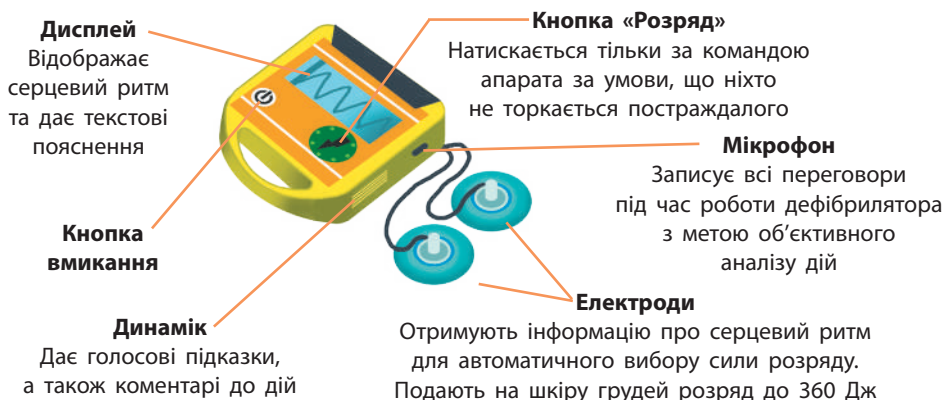 Дисплей
Відображає
серцевий ритм
та дає текстові
пояснення
Кнопка «Розряд»
Натискається тільки за командою
апарата за умови, що ніхто
не торкається постраждалого
Мікрофон
Записує всі переговори
під час роботи дефібрилятора
з метою об’єктивного
аналізу дій
Кнопка
вмикання
Динамік
Дає голосові підказки,
а також коментарі до дій
Електроди
Отримують інформацію про серцевий ритм
для автоматичного вибору сили розряду.
Подають на шкіру грудей розряд до 360 Дж